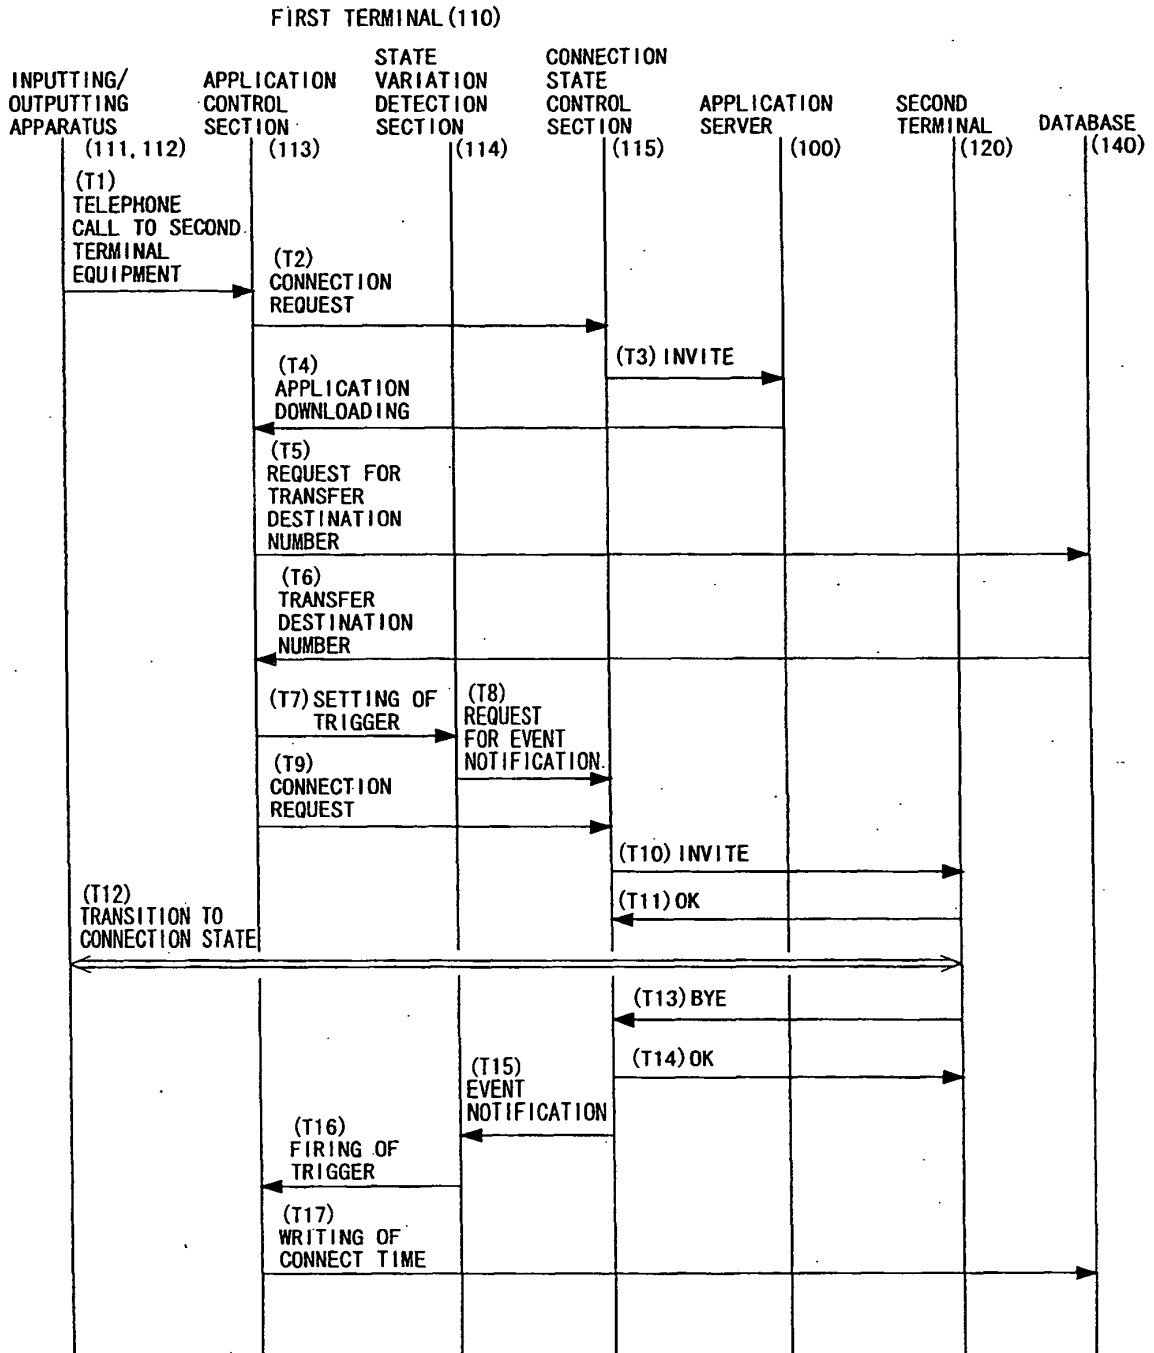 FIRST TERMINAL(110)
INPUTTING/
OUTPUTTING
APPARATUS
(111, 112)
APPLICATION
CONTROL
SECTION
(113)
STATE
VARIATION
DETECTION
SECTION
(114)
CONNECTION
STATE
CONTROL
SECTION
(115)
APPLICATION
SERVER
(100)
SECOND
TERMINAL
(120)
DATABASE
(140)
(T1)
TELEPHONE
CALL TO SECOND
TERMINAL
EQUIPMENT
(T2)
CONNECTION
REQUEST
(T3) INVITE
(T4)
APPLICATION
DOWNLOADING
(T5)
REQUEST FOR
TRANSFER
DESTINATION
NUMBER
(T6)
TRANSFER
DESTINATION
NUMBER
(T7) SETTING OF
TRIGGER
(T8)
REQUEST
FOR EVENT
NOTIFICATION
(T9)
CONNECTION
REQUEST
(T10) INVITE
(T11) OK
(T12)
TRANSITION TO
CONNECTION STATE
(T13) BYE
(T14) OK
(T15)
EVENT
NOTIFICATION
(T16)
FIRING OF
TRIGGER
(T17)
WRITING OF
CONNECT TIME